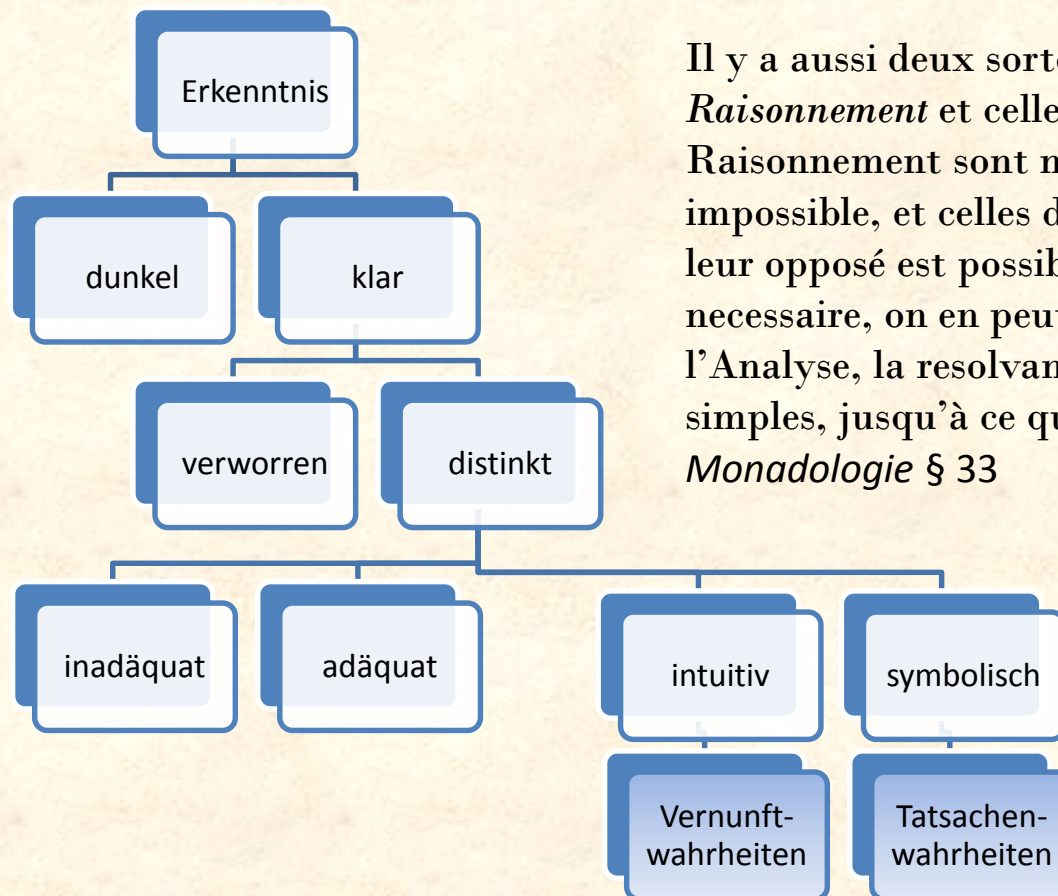 Erkenntnis
dunkel
klar
verworren
distinkt
inadäquat
adäquat
intuitiv
symbolisch
Vernunft-
wahrheiten
Tatsachen-
wahrheiten
Il y a aussi deux sorte
Raisonnement et celle
Raisonnement sont n
impossible, et celles d
leur opposé est possib
necessaire, on en peut
l’Analyse, la resolvan
simples, jusqu’à ce qu
Monadologie § 33